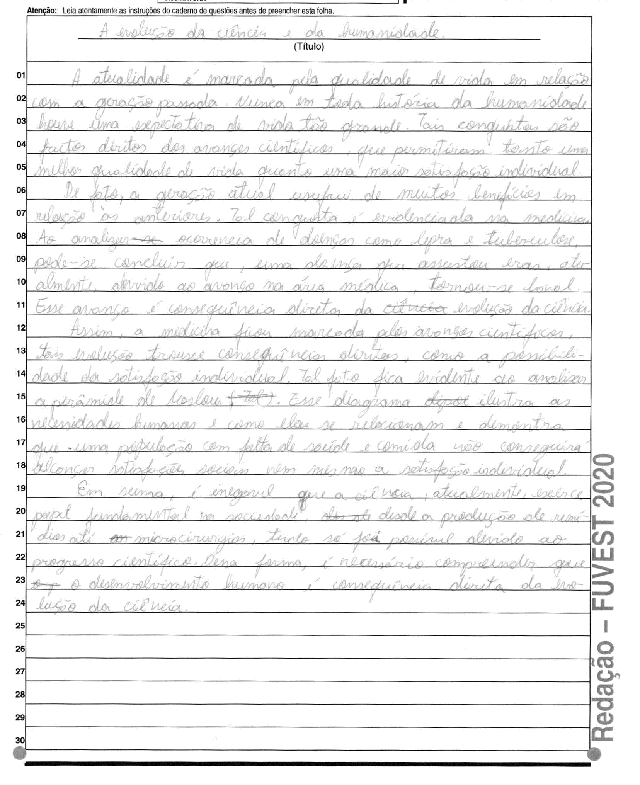 Atenção: Leia atentamente as instruções do caderno de questões antes de preencher esta folha.
A evolução da ciência e da humanidade.
(Título)
01 A atualidade é marcada pela qualidade de vida em relação
02 com a geração passada. Nunca em toda história da humanidade
03 houve uma expectativa de vida tão grande. Tais conquistas são
04 fructos diretos dos avanços científicos, que permitiram tanto uma
05 melhor qualidade de vida quanto uma maior satisfação individual
06 De fato, a geração atual usufrui de muitos benefícios em
07 relação às anteriores. Tal conquista é evidenciada na medicina.
08 Ao analizar se ocorrencia de doenças como lepra e tuberculose,
09 pode-se concluir que, uma doença que assustou eras, atu-
10 almente, devido ao avanço na área médica, tornou-se banal.
11 Esse avanço é consequência direta da ciência evolução da ciência.
12 Assim, a medicina ficou marcada pelos avanços científicos,
13 tais evolução trouxe consequências diretas, como a possibili-
14 dade da satisfação individual. Tal fato fica evidente ao analizar
15 a pirâmide de Maslow (Tal). Esse diagrama ilustra as
16 necessidades humanas e como elas se relacionam e demonstra
17 que uma população com falta de saúde e comida não conseguirá
18 alcançar satisfações sociais nem mesmo a satisfação individual
19 Em suma, é inegavel que a ciência, atualmente, exerce
20 papel fundamental na sociedade desde a produção de remé-
21 dios até microcirurgias, tudo só foi possivel devido ao
22 progresso científico. Dessa forma, é necessário compreender que
23 o desenvolvimento humano é consequência direta da evo-
24 lução da ciência.
25
26
27
28
29
30
Redação – FUVEST 2020